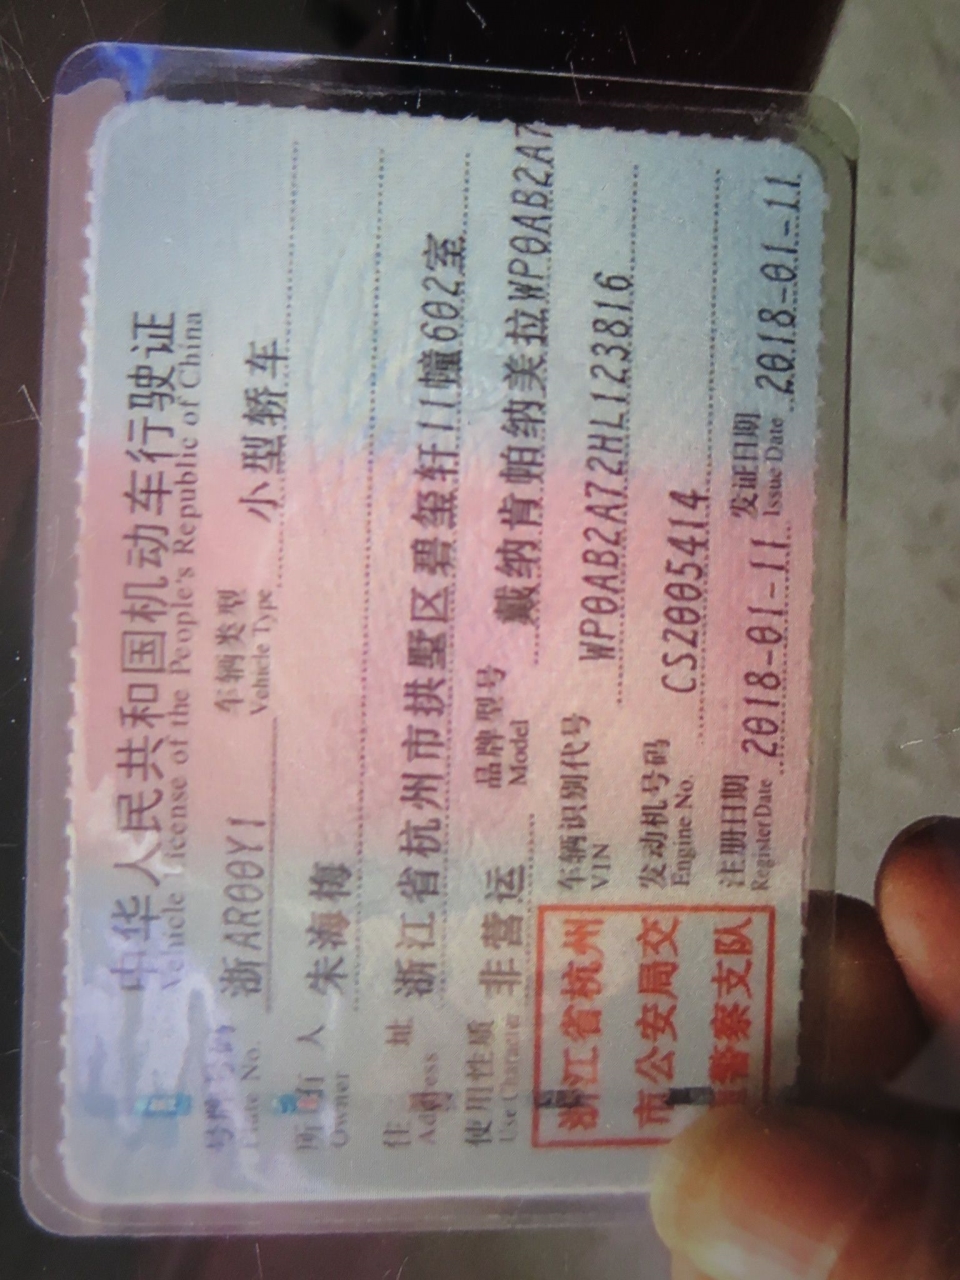 中华人民共和国机动车行驶证
Vehicle License of the People's Republic of China
号牌号码 浙AR00Y1 车辆类型 小型轿车
Plate No. Vehicle Type
所有人 朱海梅
Owner
住址 浙江省杭州市拱墅区碧玺轩11幢602室
Address
使用性质 非营运 品牌型号 戴纳肯帕纳美拉WP0AB2A7
Use Character Model
车辆识别代号 WP0AB2A72HL123816
VIN
发动机号码 CSZ005414
Engine No.
注册日期 2018-01-11 发证日期 2018-01-11
Register Date Issue Date
浙江省杭州
市公安局交
警察支队